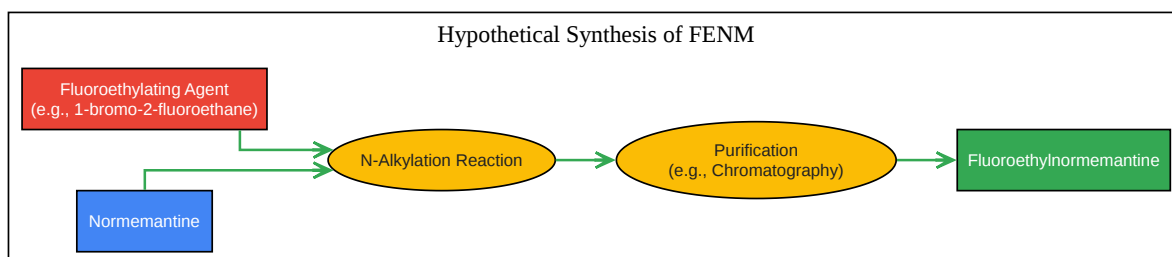 Hypothetical Synthesis of FENM
Fluoroethylating Agent
(e.g., 1-bromo-2-fluoroethane)
N-Alkylation Reaction
Purification
(e.g., Chromatography)
Fluoroethylnormemantine
Normemantine